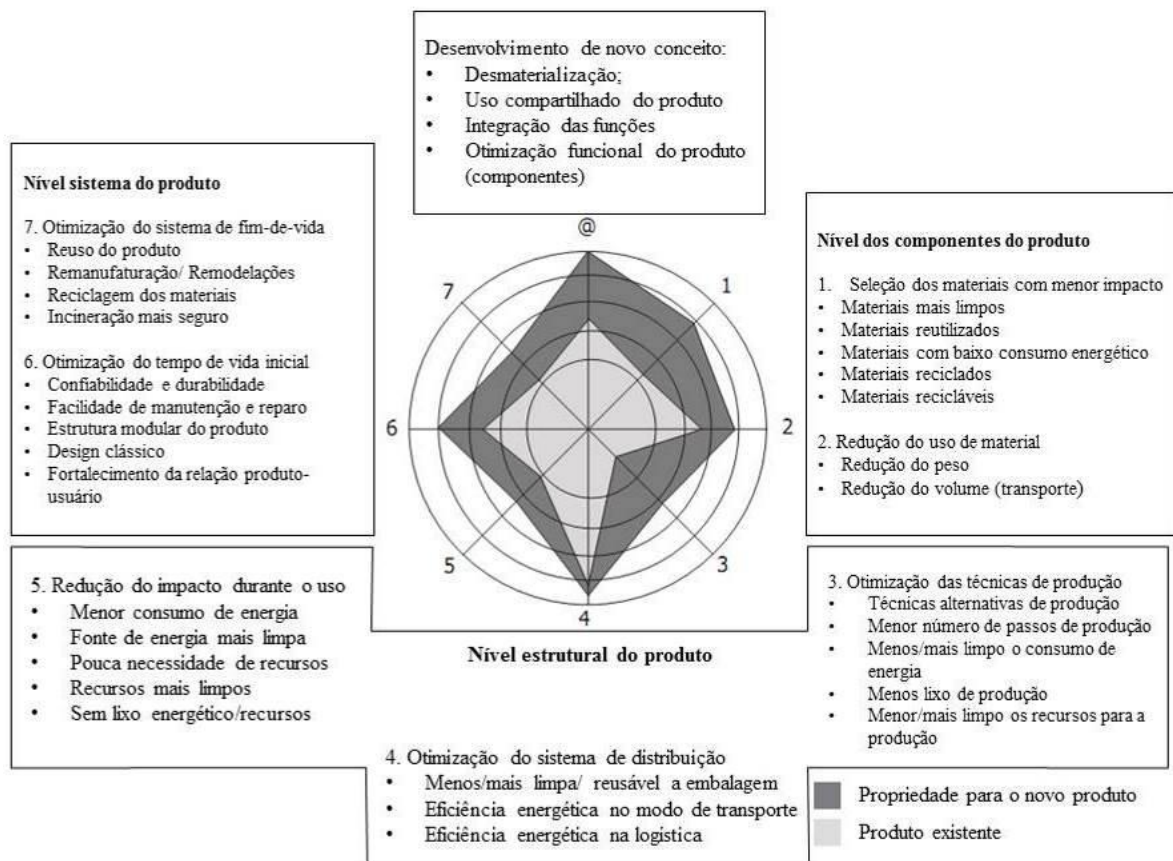 Desenvolvimento de novo conceito:
• Desmaterialização;
• Uso compartilhado do produto
• Integração das funções
• Otimização funcional do produto
(componentes)
Nível sistema do produto
7. Otimização do sistema de fim-de-vida
• Reuso do produto
• Remanufaturação/ Remodelações
• Reciclagem dos materiais
• Incineração mais seguro
6. Otimização do tempo de vida inicial
• Confiabilidade e durabilidade
• Facilidade de manutenção e reparo
• Estrutura modular do produto
• Design clássico
• Fortalecimento da relação produto-
usuário
@
1
2
3
4
5
6
7
Nível dos componentes do produto
1. Seleção dos materiais com menor impacto
• Materiais mais limpos
• Materiais reutilizados
• Materiais com baixo consumo energético
• Materiais reciclados
• Materiais recicláveis
2. Redução do uso de material
• Redução do peso
• Redução do volume (transporte)
5. Redução do impacto durante o uso
• Menor consumo de energia
• Fonte de energia mais limpa
• Pouca necessidade de recursos
• Recursos mais limpos
• Sem lixo energético/recursos
Nível estrutural do produto
4. Otimização do sistema de distribuição
• Menos/mais limpa/ reusável a embalagem
• Eficiência energética no modo de transporte
• Eficiência energética na logística
3. Otimização das técnicas de produção
• Técnicas alternativas de produção
• Menor número de passos de produção
• Menos/mais limpo o consumo de
energia
• Menos lixo de produção
• Menor/mais limpo os recursos para a
produção
Propriedade para o novo produto
Produto existente